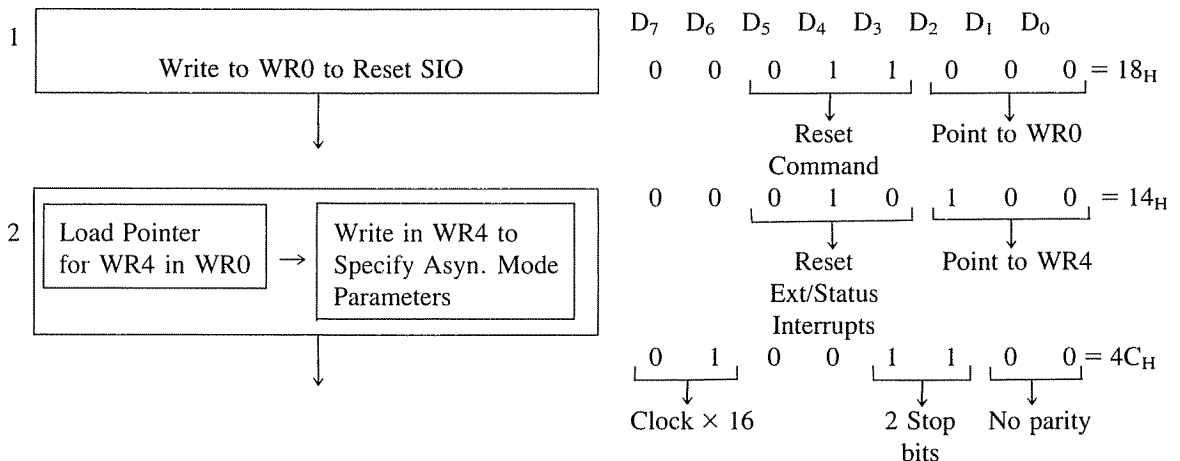 1
Write to WR0 to Reset SIO
D₇ D₆ D₅ D₄ D₃ D₂ D₁ D₀
0 0 0 1 1 0 0 0 = 18H
Reset
Command
Point to WR0
2
Load Pointer
for WR4 in WR0
→
Write in WR4 to
Specify Asyn. Mode
Parameters
0 0 0 1 0 1 0 0 = 14H
Reset
Ext/Status
Interrupts
Point to WR4
0 1 0 0 1 1 0 0 = 4CH
Clock × 16
2 Stop
bits
No parity